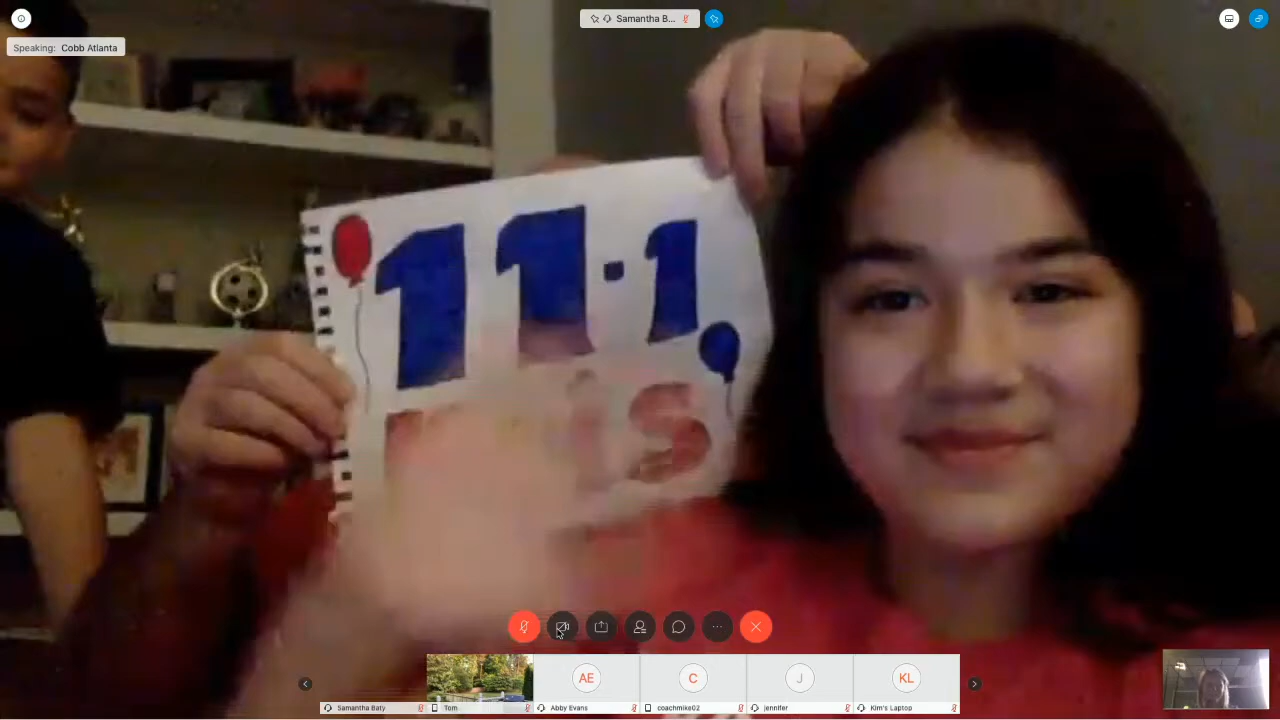 Samantha B...
Speaking: Cobb Atlanta
11.1
AE
C
J
KL
Samantha Baty
Tom
Abby Evans
coachmike02
jennifer
Kim's Laptop